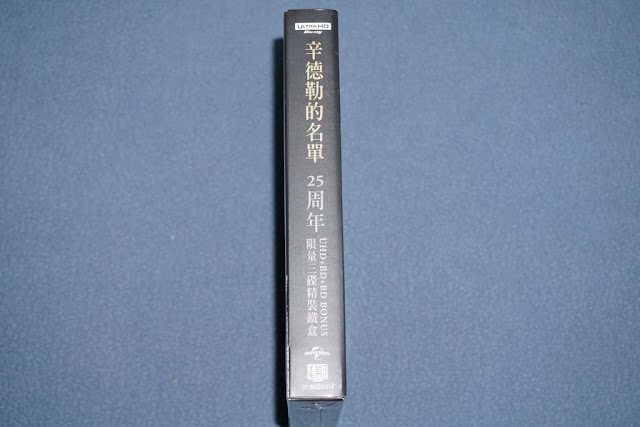 ULTRA HD
Blu-ray
辛德勒的名單
25周年
UHD+BD+BD BONUS
限量三碟精裝鐵盒
UNIVERSAL